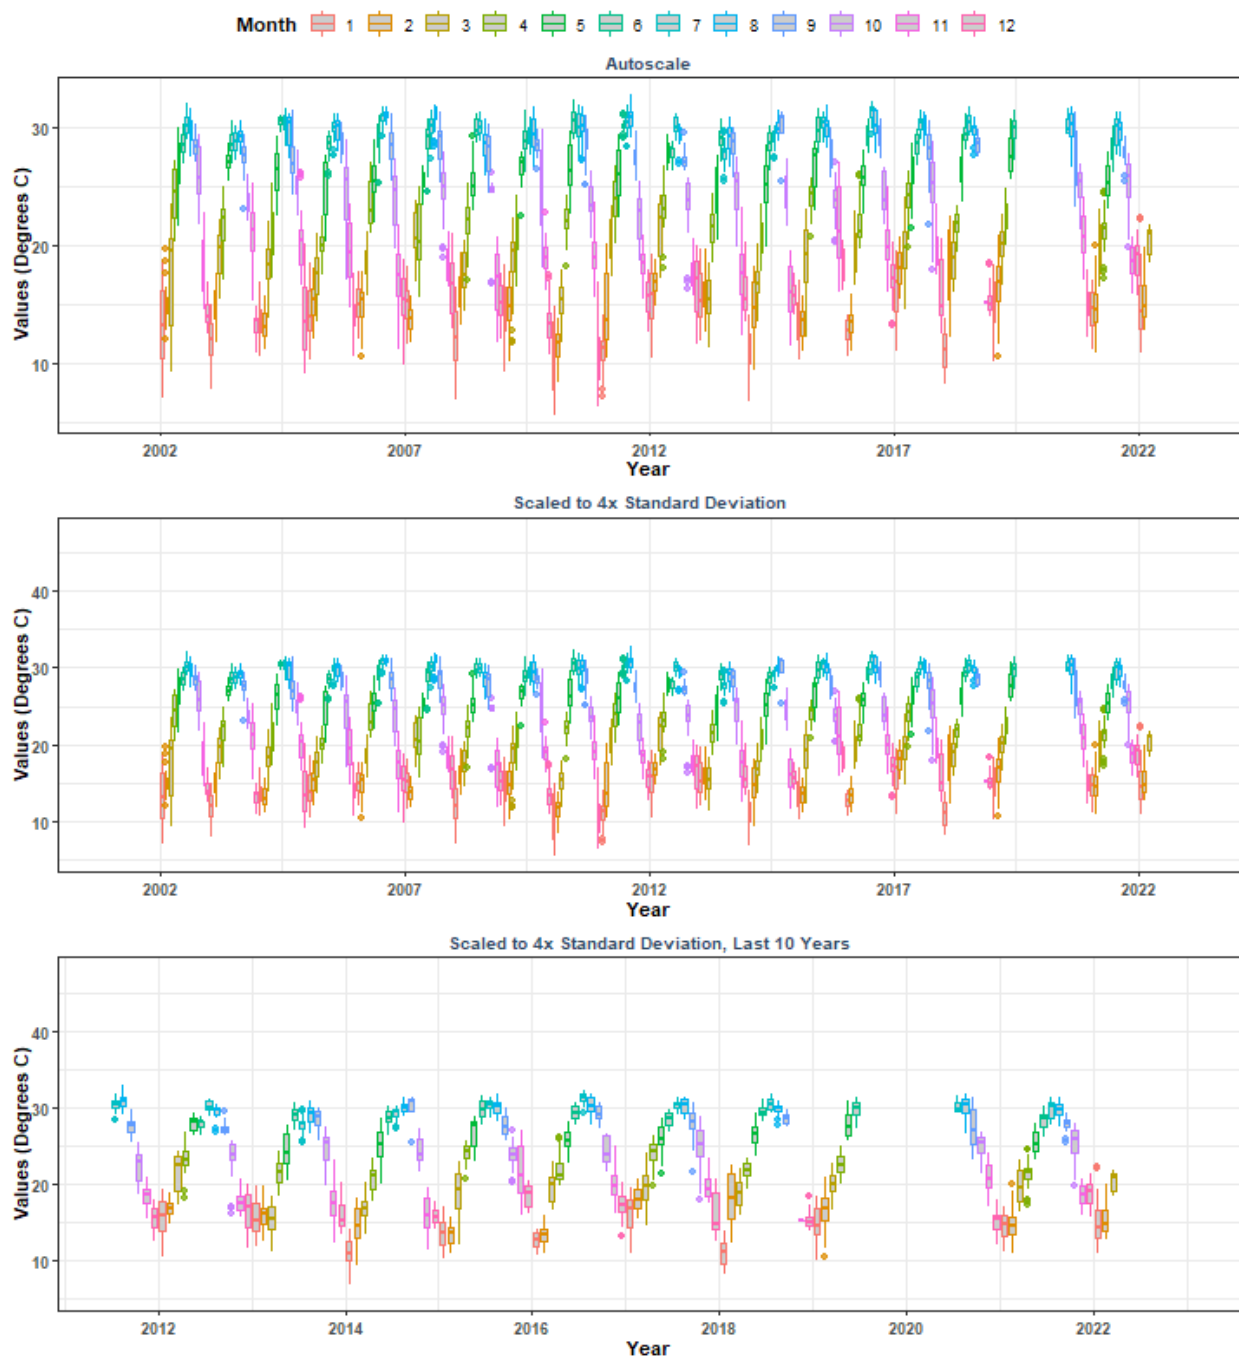 Month 1 2 3 4 5 6 7 8 9 10 11 12
Autoscale
Values (Degrees C)
30
20
10
2002 2007 2012 2017 2022
Year
Scaled to 4x Standard Deviation
Values (Degrees C)
40
30
20
10
2002 2007 2012 2017 2022
Year
Scaled to 4x Standard Deviation, Last 10 Years
Values (Degrees C)
40
30
20
10
2012 2014 2016 2018 2020 2022
Year